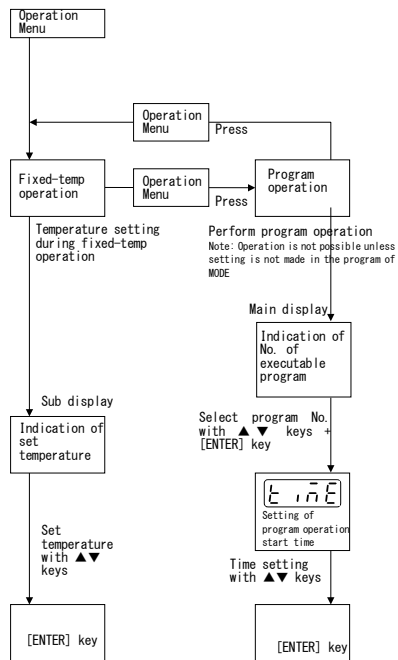 Operation
Menu
Operation
Menu
Press
Fixed-temp
operation
Operation
Menu
Press
Program
operation
Temperature setting
during fixed-temp
operation
Perform program operation
Note: Operation is not possible unless
setting is not made in the program of
MODE
Main display
Indication of
No. of
executable
program
Sub display
Indication of
set
temperature
Select program No.
with ▲ ▼ keys +
[ENTER] key
timE
Setting of
program operation
start time
Set
temperature
with ▲▼
keys
Time setting
with ▲▼ keys
[ENTER] key
[ENTER] key